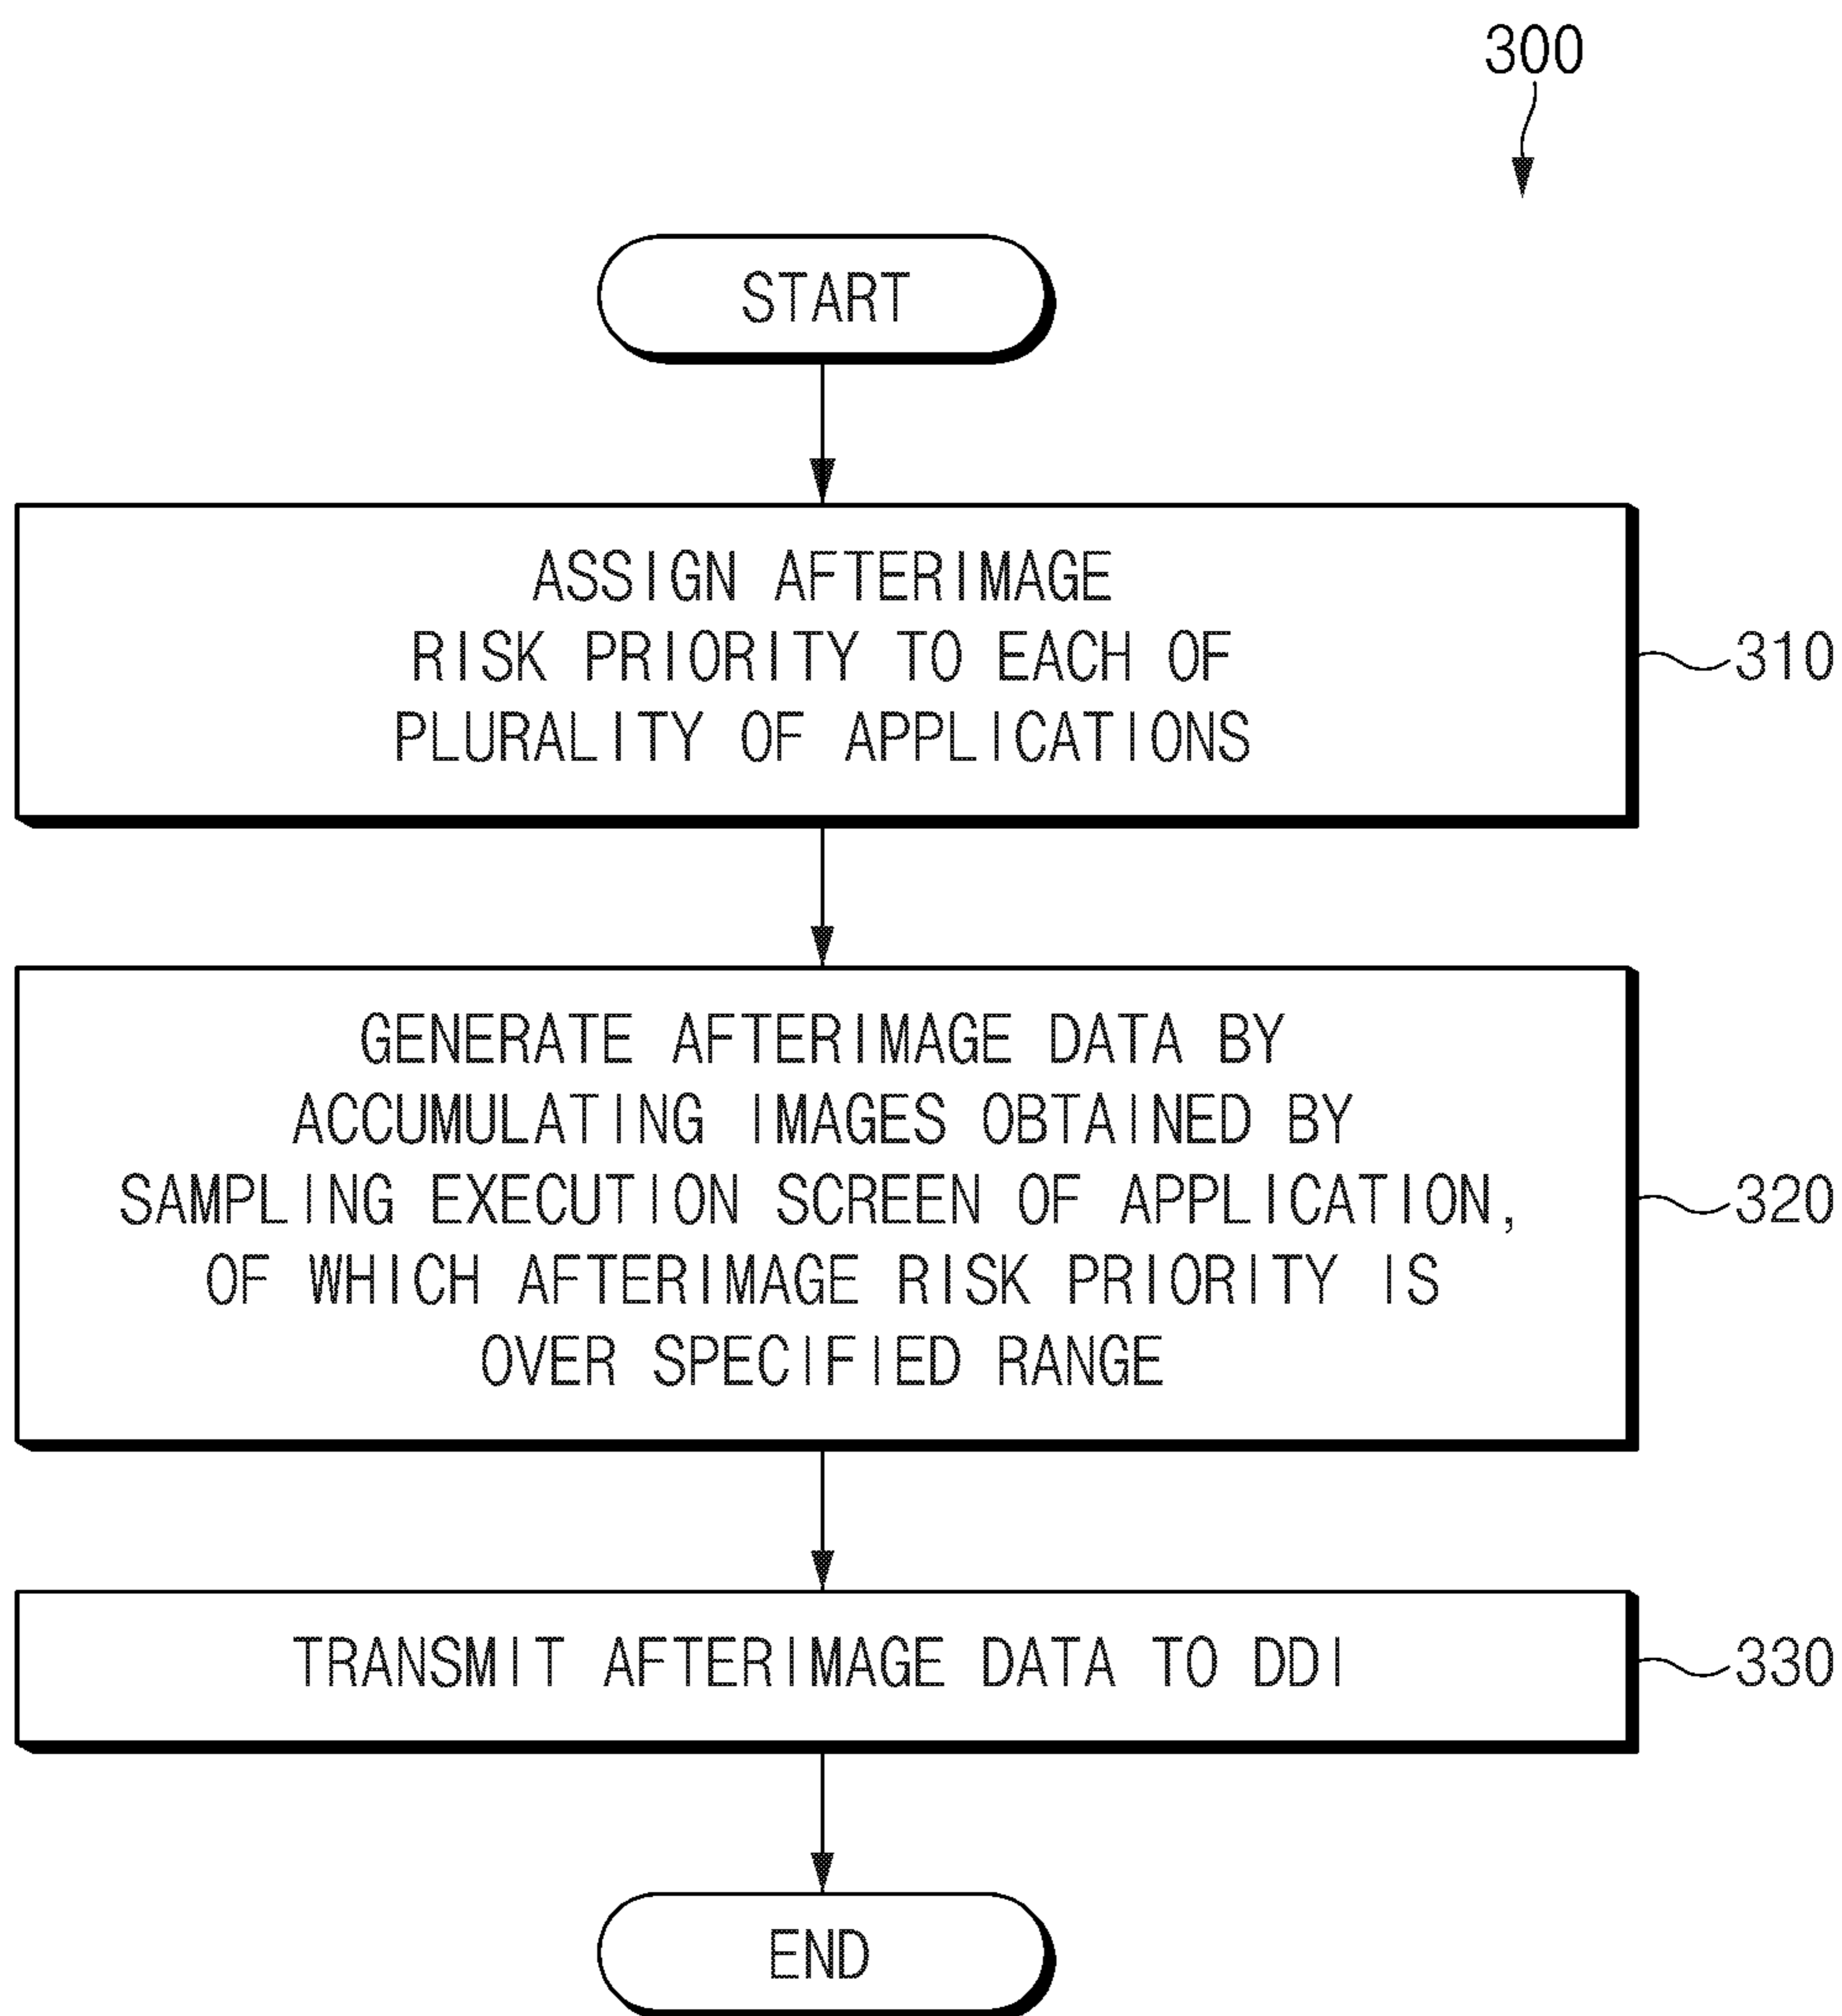 300
START
ASSIGN AFTERIMAGE
RISK PRIORITY TO EACH OF
PLURALITY OF APPLICATIONS
310
GENERATE AFTERIMAGE DATA BY
ACCUMULATING IMAGES OBTAINED BY
SAMPLING EXECUTION SCREEN OF APPLICATION,
OF WHICH AFTERIMAGE RISK PRIORITY IS
OVER SPECIFIED RANGE
320
TRANSMIT AFTERIMAGE DATA TO DDI
330
END